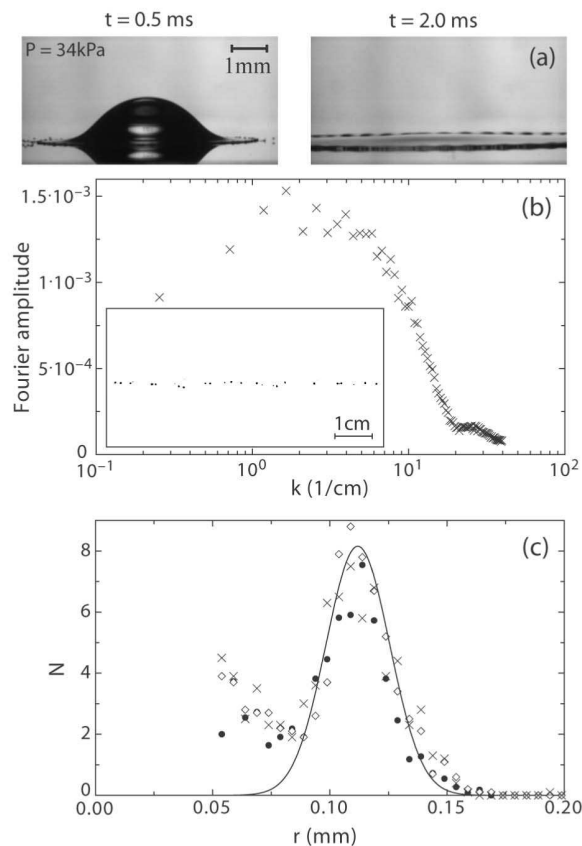 t = 0.5 ms
t = 2.0 ms
P = 34kPa
1mm
(a)
1.5·10⁻³
1·10⁻³
5·10⁻⁴
0
Fourier amplitude
(b)
1cm
10⁻¹
10⁰
10¹
10²
k (1/cm)
8
6
4
2
0
N
(c)
0.00
0.05
0.10
0.15
0.20
r (mm)